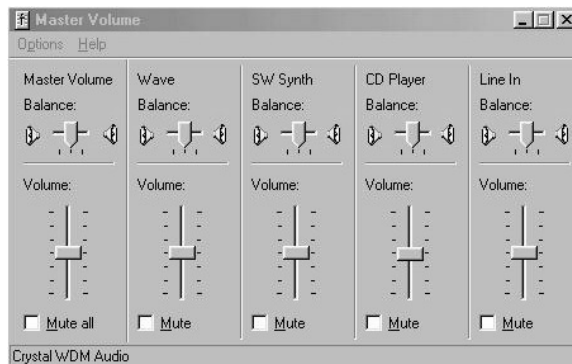 Master Volume
Options Help
Master Volume Wave SW Synth CD Player Line In
Balance: Balance: Balance: Balance: Balance:
Volume: Volume: Volume: Volume: Volume:
Mute all Mute Mute Mute Mute
Crystal WDM Audio